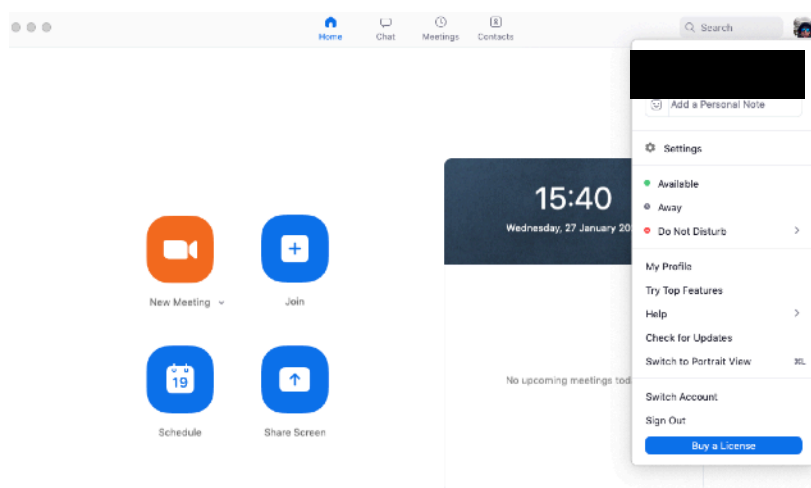 Home
Chat
Meetings
Contacts
Search
Add a Personal Note
Settings
Available
Away
Do Not Disturb
15:40
Wednesday, 27 January 20
New Meeting
Join
My Profile
Try Top Features
Help
Check for Updates
Switch to Portrait View ⌘L
No upcoming meetings tod
19
Schedule
Share Screen
Switch Account
Sign Out
Buy a License